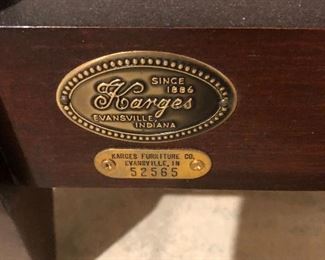 SINCE
1886
Karges
EVANSVILLE,
INDIANA
KARGES FURNITURE CO.
EVANSVILLE, IN
52565